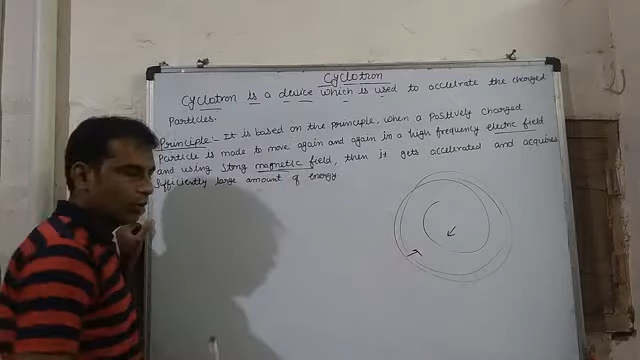 Cyclotron
Cyclotron is a device which is used to accelrate the charged
Particles.
Principle:- It is based on the principle, when a Positively charged
Particle is made to move again and again in a high frequency electric field
and using Stong magnetic field, then it gets accelerated and acquires
Sufficiently large amount of energy